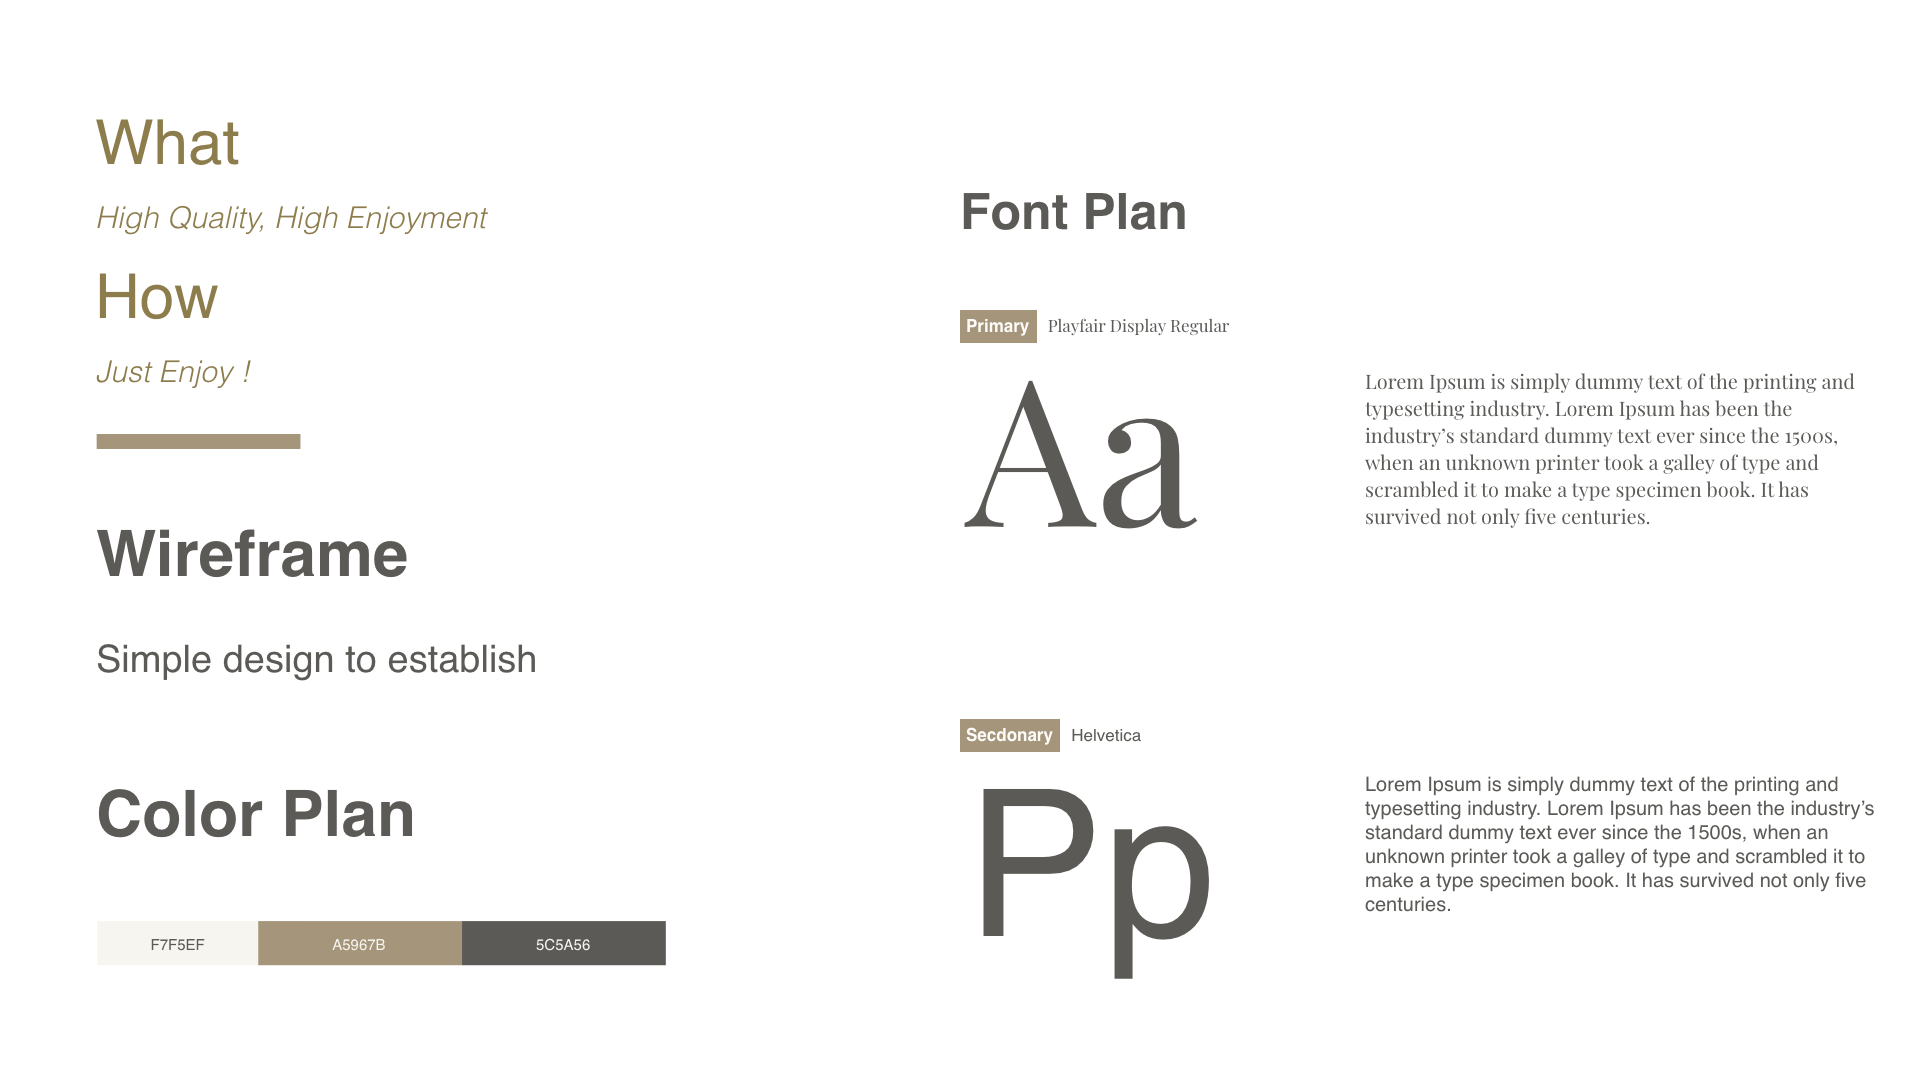 What
High Quality, High Enjoyment
How
Just Enjoy !
Wireframe
Simple design to establish
Color Plan
F7F5EF
A5967B
5C5A56
Font Plan
Primary Playfair Display Regular
Aa
Lorem Ipsum is simply dummy text of the printing and
typesetting industry. Lorem Ipsum has been the
industry’s standard dummy text ever since the 1500s,
when an unknown printer took a galley of type and
scrambled it to make a type specimen book. It has
survived not only five centuries.
Secdonary Helvetica
Pp
Lorem Ipsum is simply dummy text of the printing and
typesetting industry. Lorem Ipsum has been the industry’s
standard dummy text ever since the 1500s, when an
unknown printer took a galley of type and scrambled it to
make a type specimen book. It has survived not only five
centuries.